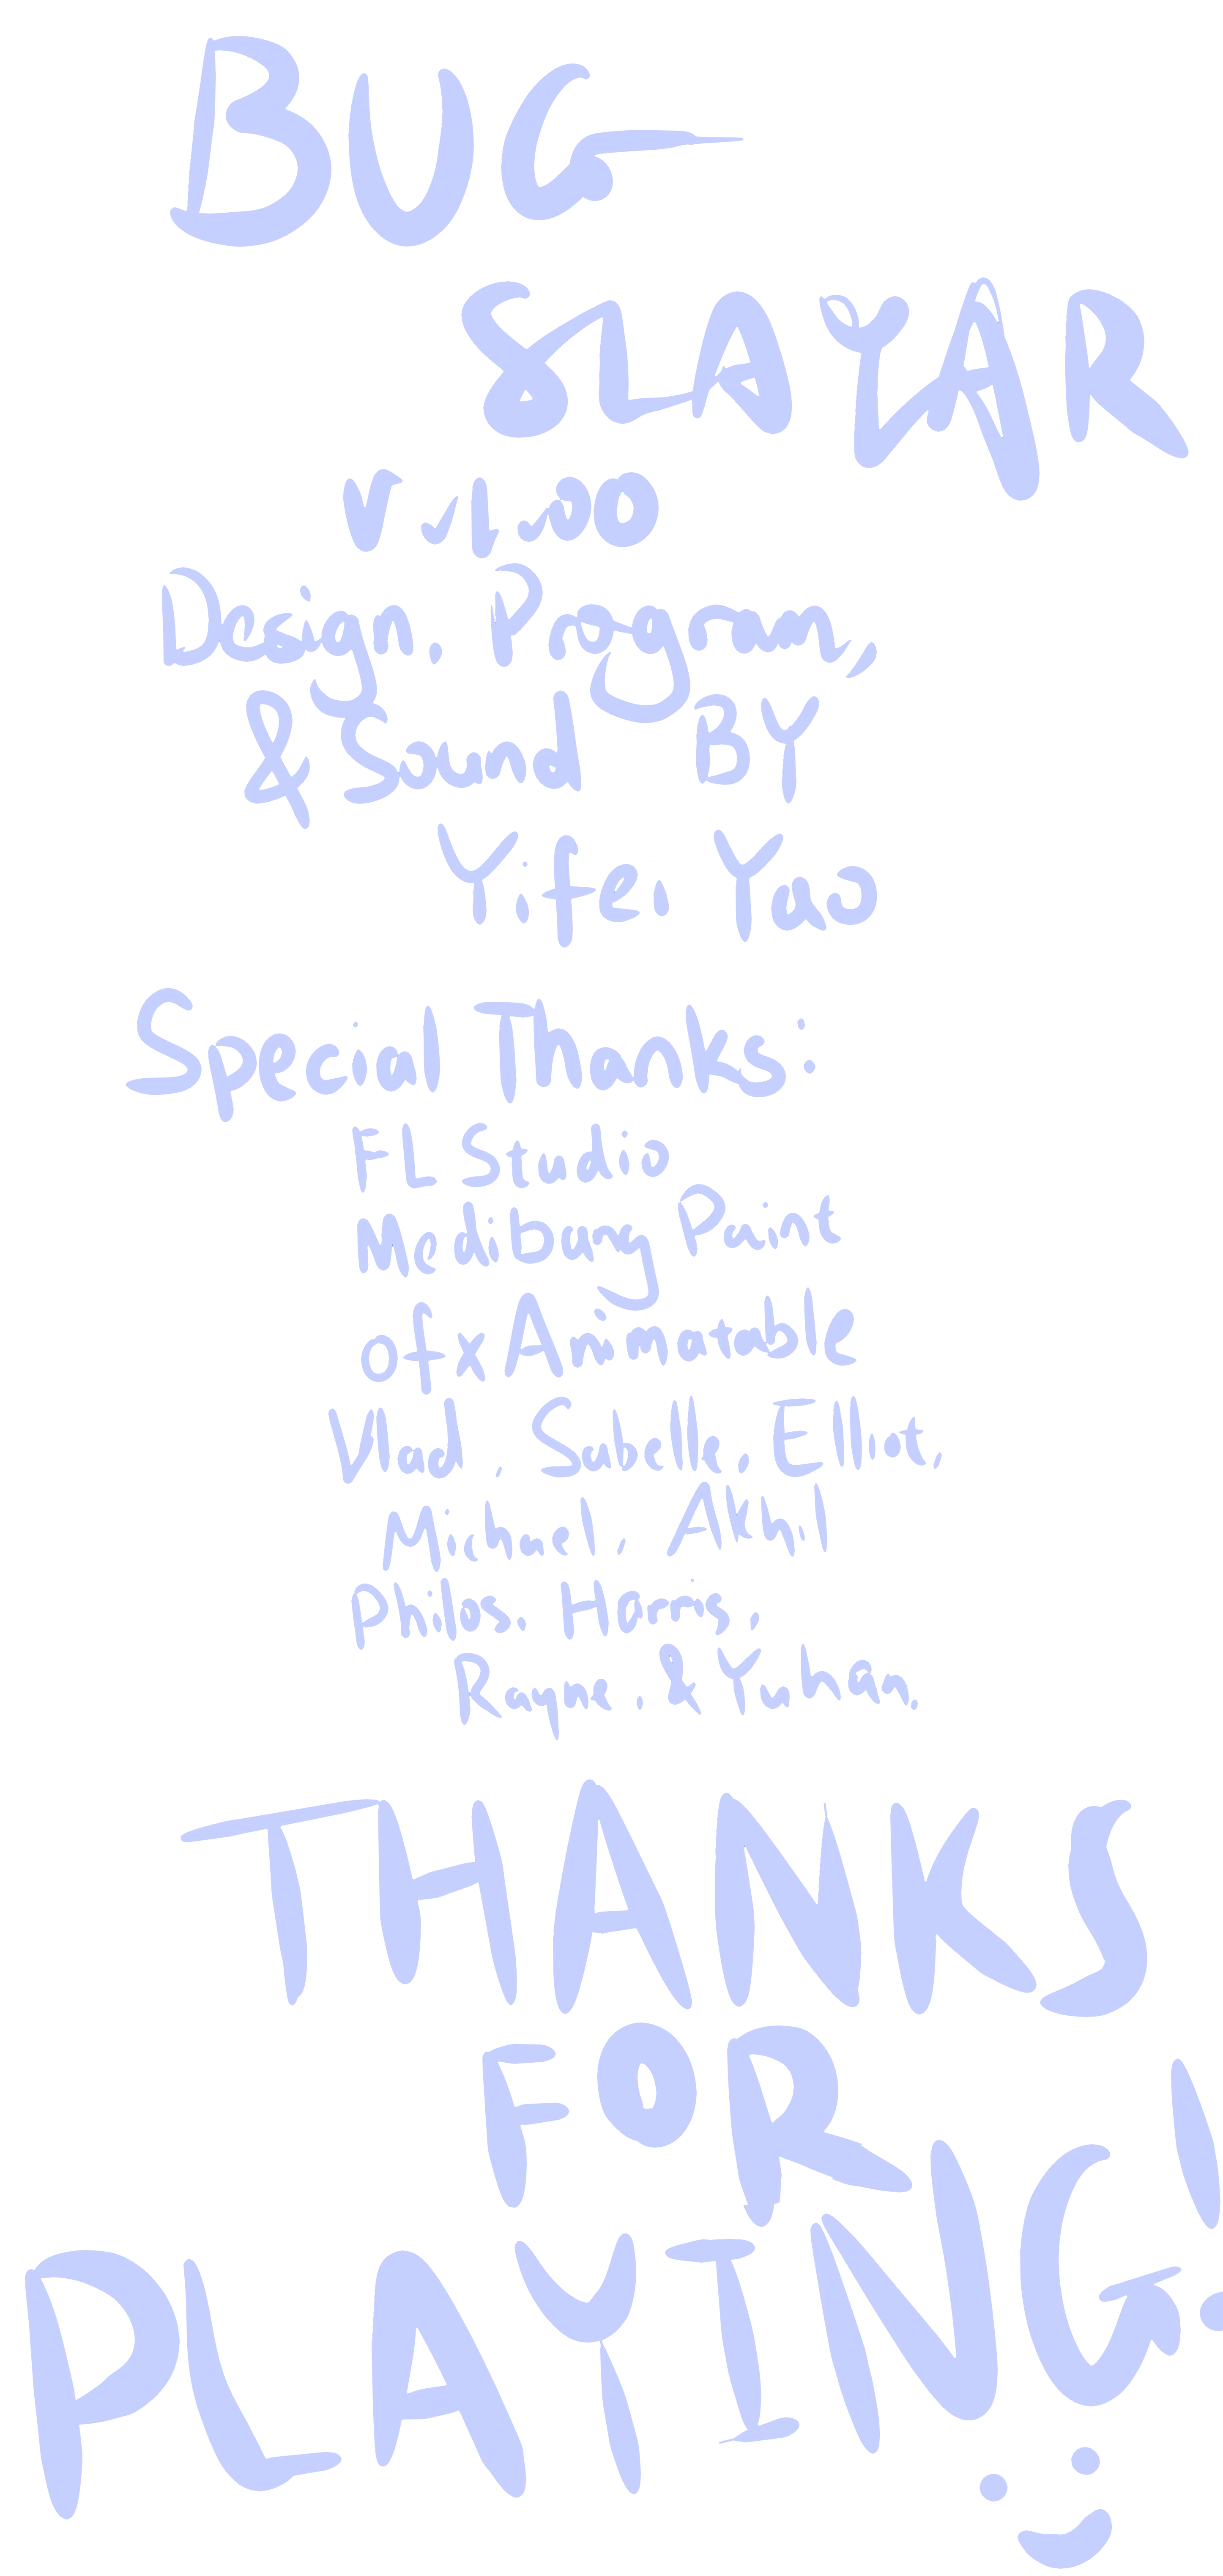 BUG
SLAYAR
V.1.00
Design, Program,
& Sound BY
Yifei Yao
Special Thanks:
FL Studio
Medibang Paint
ofxAnimatable
Vlad, Sabelle, Elliot,
Michael, Akhil
Philos, Harris,
Rayne, & Yuhan.
THANKS
FOR
PLAYING!